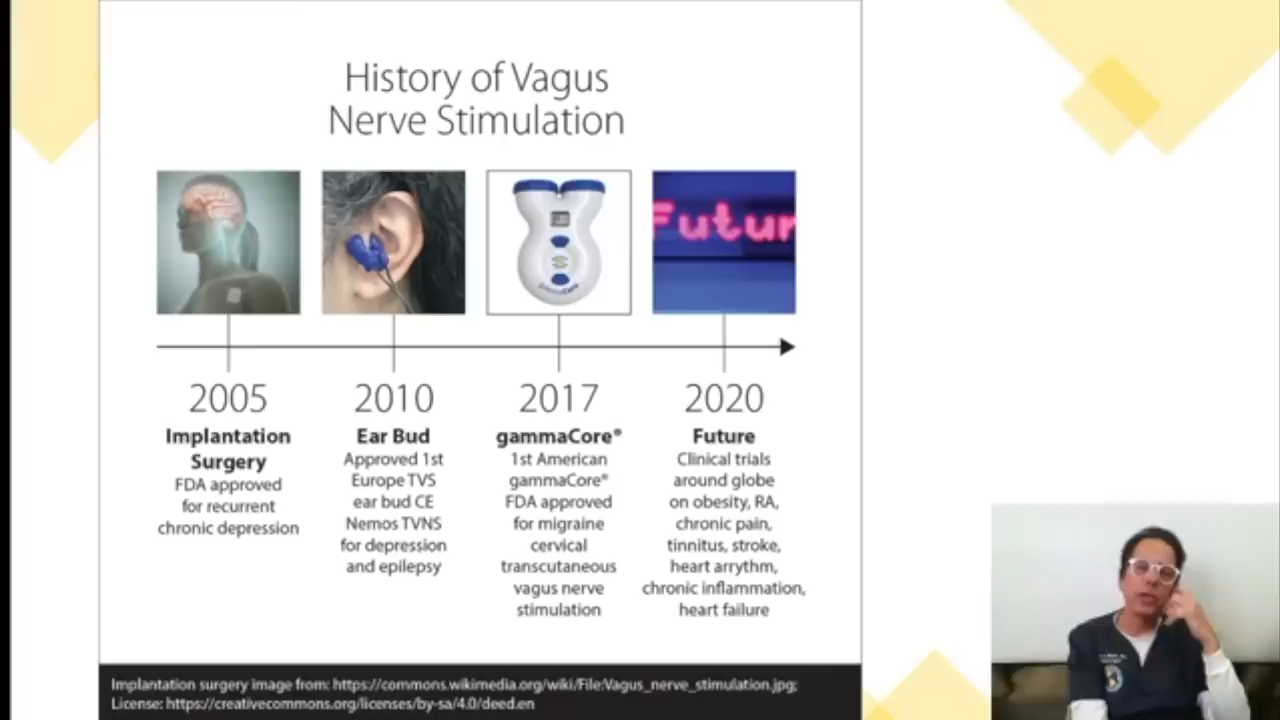 History of Vagus
Nerve Stimulation
Futur
gammaCore
2005
Implantation
Surgery
FDA approved
for recurrent
chronic depression
2010
Ear Bud
Approved 1st
Europe TVS
ear bud CE
Nemos TVNS
for depression
and epilepsy
2017
gammaCore®
1st American
gammaCore®
FDA approved
for migraine
cervical
transcutaneous
vagus nerve
stimulation
2020
Future
Clinical trials
around globe
on obesity, RA,
chronic pain,
tinnitus, stroke,
heart arrythm,
chronic inflammation,
heart failure
Implantation surgery image from: https://commons.wikimedia.org/wiki/File:Vagus_nerve_stimulation.jpg;
License: https://creativecommons.org/licenses/by-sa/4.0/deed.en